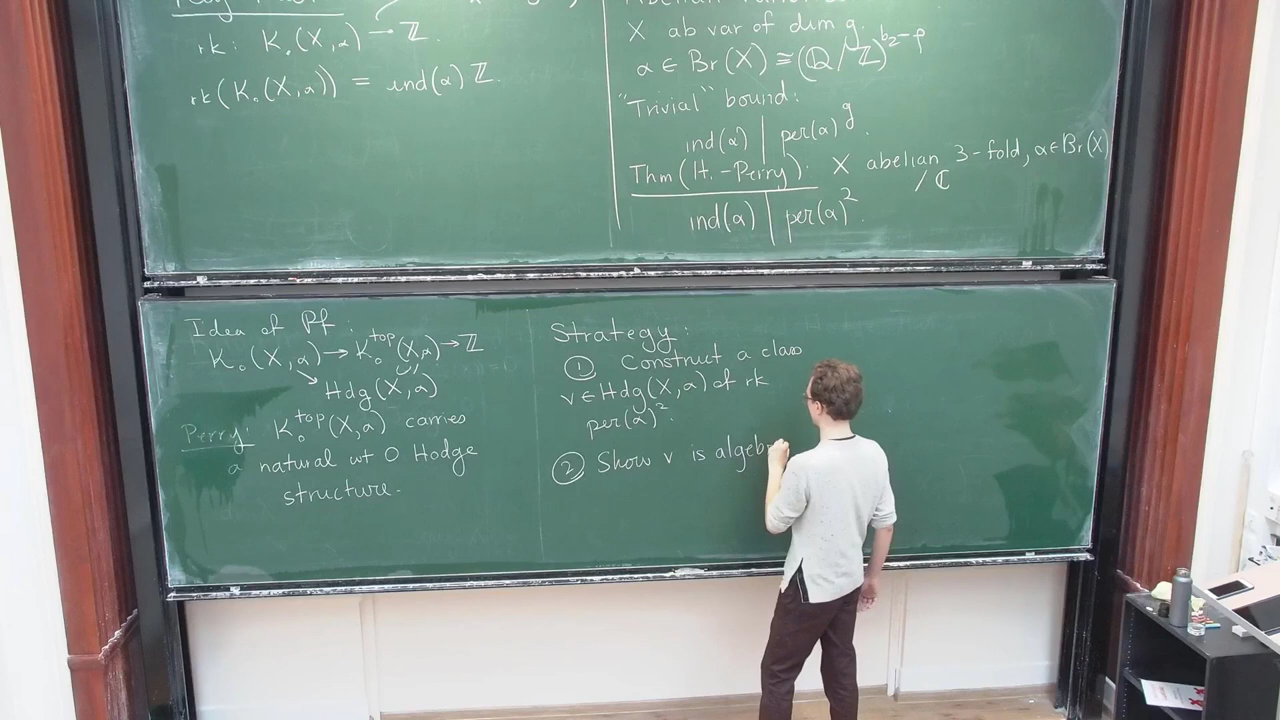 rk: K₀(X,α) → ℤ.
rk(K₀(X,α)) = ind(α) ℤ.
X ab var of dim g.
α ∈ Br(X) ≅ (ℚ/ℤ)^{b₂-ρ}
"Trivial" bound:
ind(α) | per(α)^g.
Thm (H.-Perry): X abelian 3-fold, α∈Br(X)
/ℂ
ind(α) | per(α)².
Idea of Pf:
K₀(X,α) → K₀^{top}(X,α) → ℤ
↘ ∪
Hdg(X,α)
Perry: K₀^{top}(X,α) carries
a natural wt 0 Hodge
structure.
Strategy:
① Construct a class
v ∈ Hdg(X,α) of rk
per(α)².
② Show v is algeb